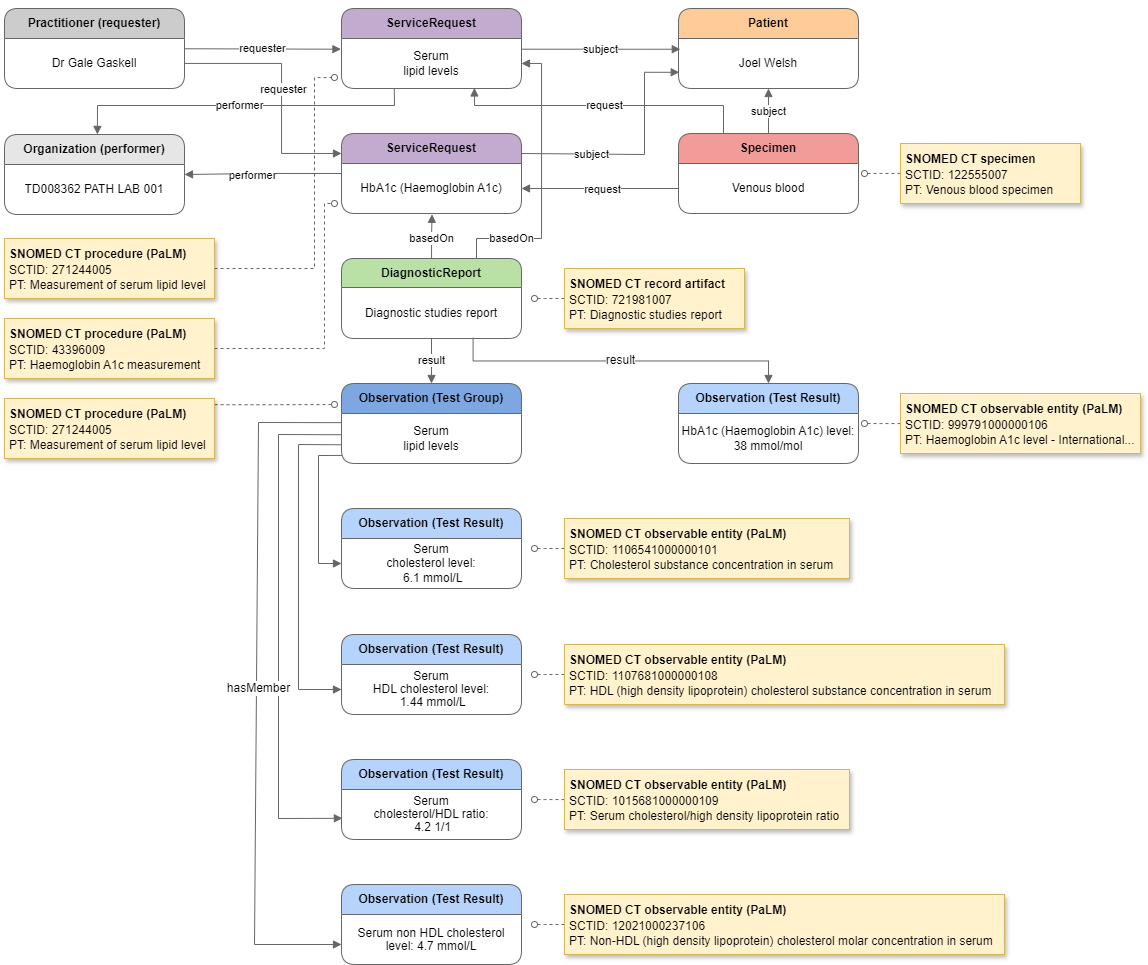 Practitioner (requester)
Dr Gale Gaskell
requester
requester
ServiceRequest
Serum
lipid levels
subject
Patient
Joel Welsh
performer
request
subject
Organization (performer)
TD008362 PATH LAB 001
performer
ServiceRequest
HbA1c (Haemoglobin A1c)
subject
request
Specimen
Venous blood
SNOMED CT specimen
SCTID: 122555007
PT: Venous blood specimen
basedOn
basedOn
SNOMED CT procedure (PaLM)
SCTID: 271244005
PT: Measurement of serum lipid level
DiagnosticReport
Diagnostic studies report
SNOMED CT record artifact
SCTID: 721981007
PT: Diagnostic studies report
SNOMED CT procedure (PaLM)
SCTID: 43396009
PT: Haemoglobin A1c measurement
result
result
SNOMED CT procedure (PaLM)
SCTID: 271244005
PT: Measurement of serum lipid level
Observation (Test Group)
Serum
lipid levels
Observation (Test Result)
HbA1c (Haemoglobin A1c) level:
38 mmol/mol
SNOMED CT observable entity (PaLM)
SCTID: 999791000000106
PT: Haemoglobin A1c level - International...
Observation (Test Result)
Serum
cholesterol level:
6.1 mmol/L
SNOMED CT observable entity (PaLM)
SCTID: 1106541000000101
PT: Cholesterol substance concentration in serum
hasMember
Observation (Test Result)
Serum
HDL cholesterol level:
1.44 mmol/L
SNOMED CT observable entity (PaLM)
SCTID: 1107681000000108
PT: HDL (high density lipoprotein) cholesterol substance concentration in serum
Observation (Test Result)
Serum
cholesterol/HDL ratio:
4.2 1/1
SNOMED CT observable entity (PaLM)
SCTID: 1015681000000109
PT: Serum cholesterol/high density lipoprotein ratio
Observation (Test Result)
Serum non HDL cholesterol
level: 4.7 mmol/L
SNOMED CT observable entity (PaLM)
SCTID: 12021000237106
PT: Non-HDL (high density lipoprotein) cholesterol molar concentration in serum